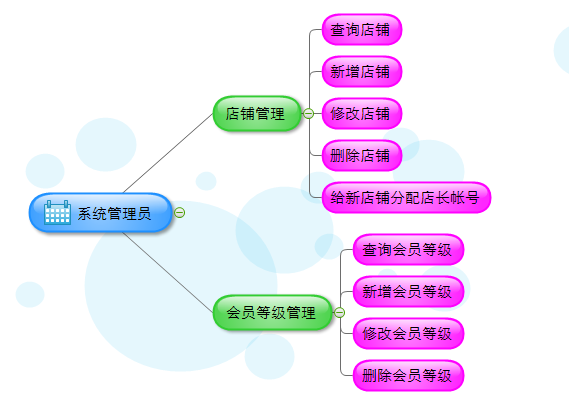 系统管理员
店铺管理
查询店铺
新增店铺
修改店铺
删除店铺
给新店铺分配店长帐号
会员等级管理
查询会员等级
新增会员等级
修改会员等级
删除会员等级